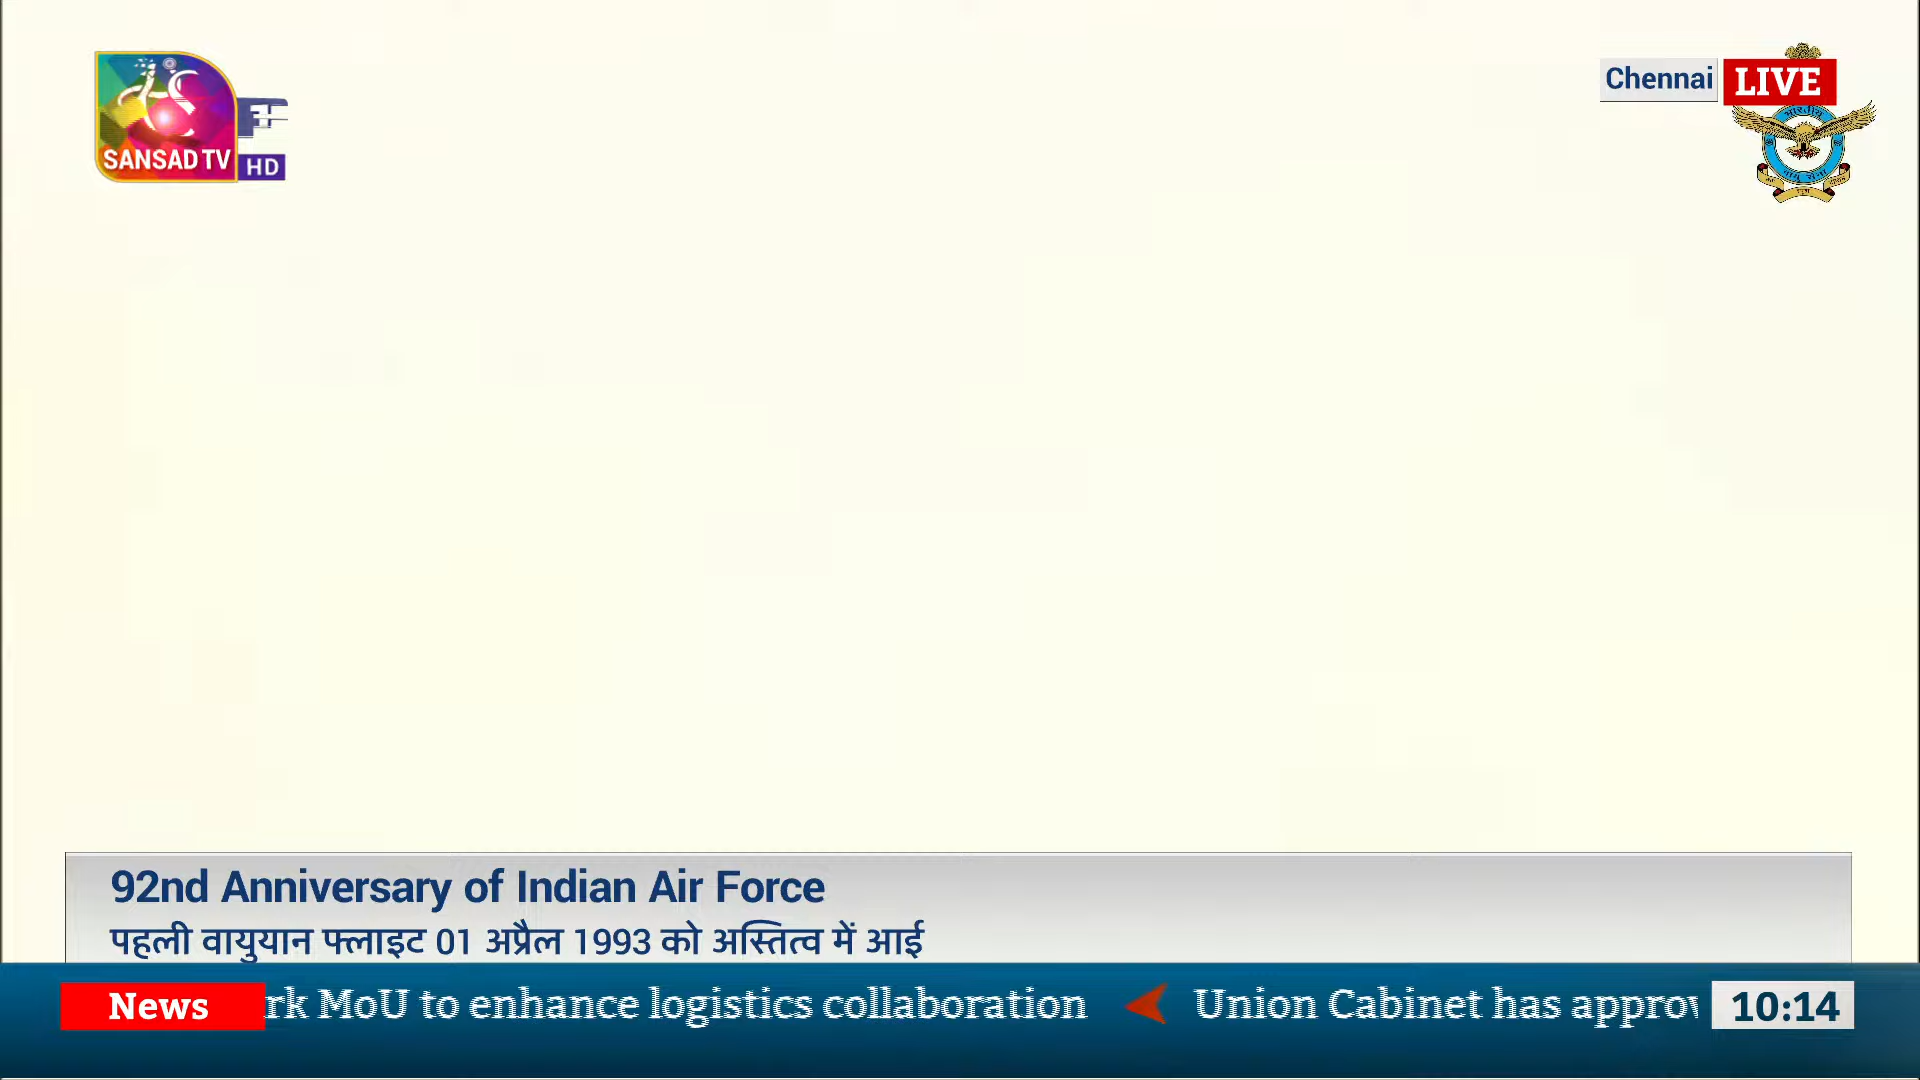 SANSAD TV
HD
Chennai LIVE
भारतीय
वायु सेना
92nd Anniversary of Indian Air Force
पहली वायुयान फ्लाइट 01 अप्रैल 1993 को अस्तित्व में आई
News rk MoU to enhance logistics collaboration Union Cabinet has approv 10:14